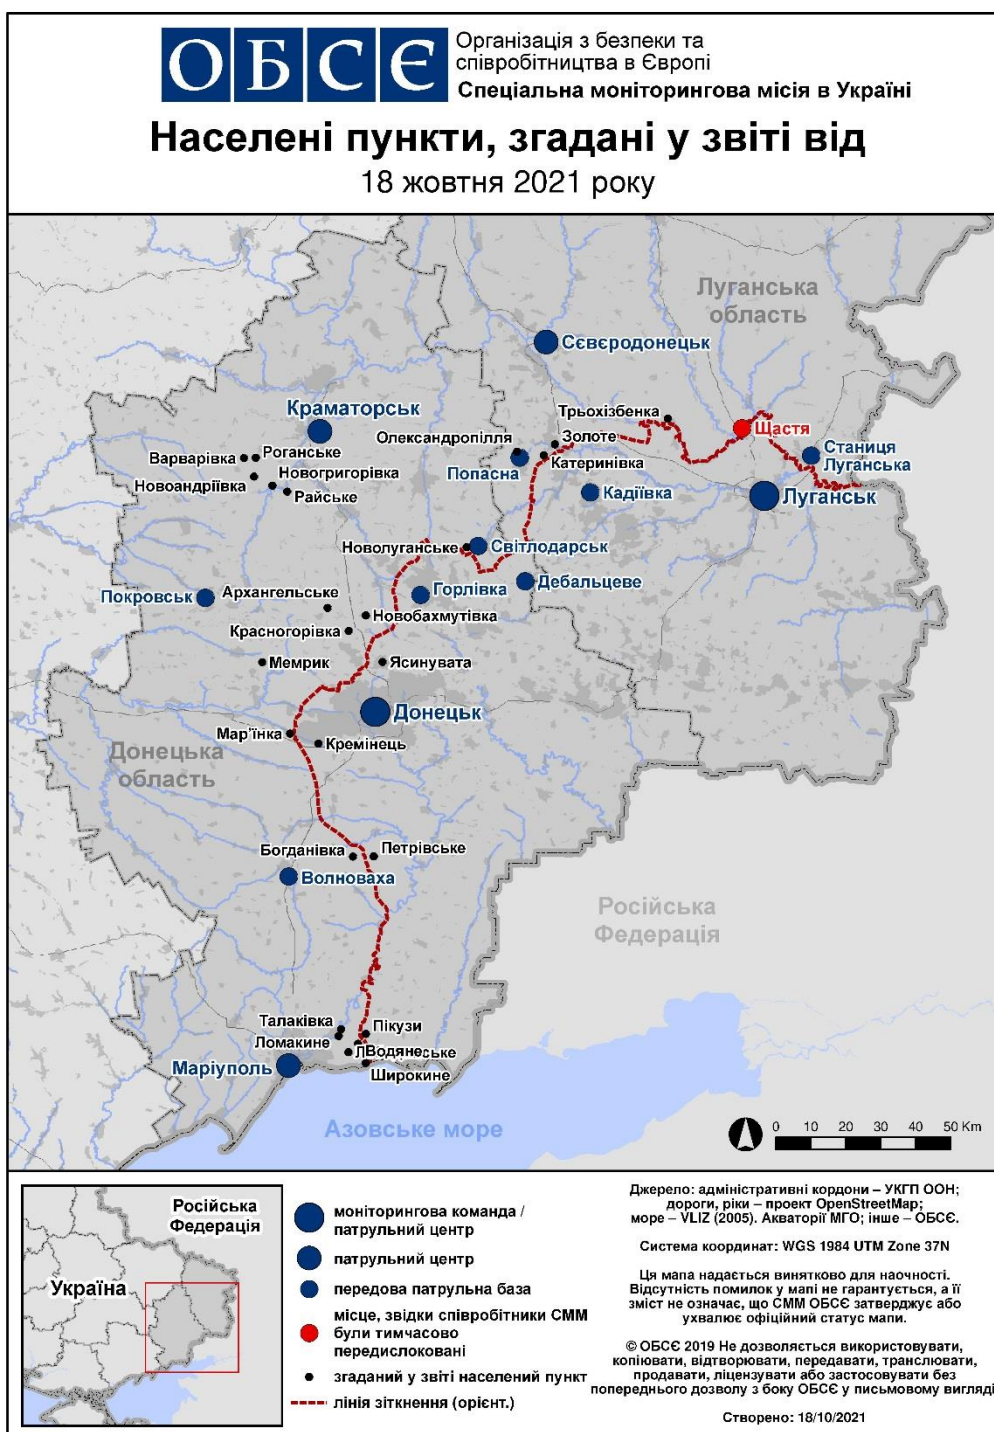 ОБСЄ
Організація з безпеки та
співробітництва в Європі
Спеціальна моніторингова місія в Україні
Населені пункти, згадані у звіті від
18 жовтня 2021 року
Луганська
область
Сєвєродонецьк
Краматорськ
Трьохізбенка
Щастя
Олександропілля
Золоте
Станиця
Луганська
Варварівка
Роганське
Попасна
Катеринівка
Новогригорівка
Новоандріївка
Райське
Кадіївка
Луганськ
Новолуганське
Світлодарськ
Дебальцеве
Горлівка
Покровськ
Архангельське
Новобахмутівка
Красногорівка
Мемрик
Ясинувата
Донецьк
Мар'їнка
Кремінець
Донецька
область
Богданівка
Петрівське
Волноваха
Російська
Федерація
Талаківка
Пікузи
Ломакине
Водяне
Широкине
Маріуполь
Азовське море
0 10 20 30 40 50 Km
Російська
Федерація
Україна
моніторингова команда /
патрульний центр
патрульний центр
передова патрульна база
місце, звідки співробітники СММ
були тимчасово
передислоковані
згаданий у звіті населений пункт
лінія зіткнення (орієнт.)
Джерело: адміністративні кордони – УКГП ООН;
дороги, ріки – проект OpenStreetMap;
море – VLIZ (2005). Акваторії МГО; інше – ОБСЄ.
Система координат: WGS 1984 UTM Zone 37N
Ця мапа надається винятково для наочності.
Відсутність помилок у мапі не гарантується, а її
зміст не означає, що СММ ОБСЄ затверджує або
ухвалює офіційний статус мапи.
© ОБСЄ 2019 Не дозволяється використовувати,
копіювати, відтворювати, передавати, транслювати,
продавати, ліцензувати або застосовувати без
попереднього дозволу з боку ОБСЄ у письмовому вигляді
Створено: 18/10/2021